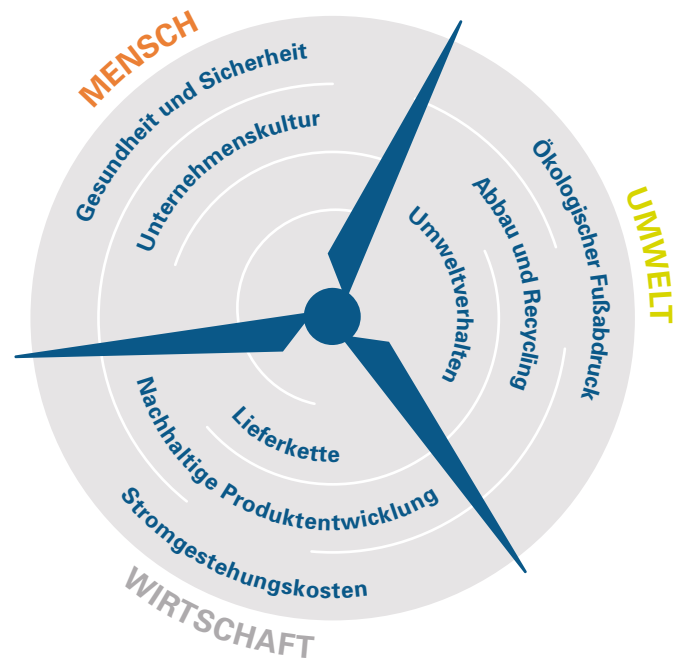 MENSCH
Gesundheit und Sicherheit
Unternehmenskultur
UMWELT
Ökologischer Fußabdruck
Abbau und Recycling
Umweltverhalten
Lieferkette
Nachhaltige Produktentwicklung
Stromgestehungskosten
WIRTSCHAFT